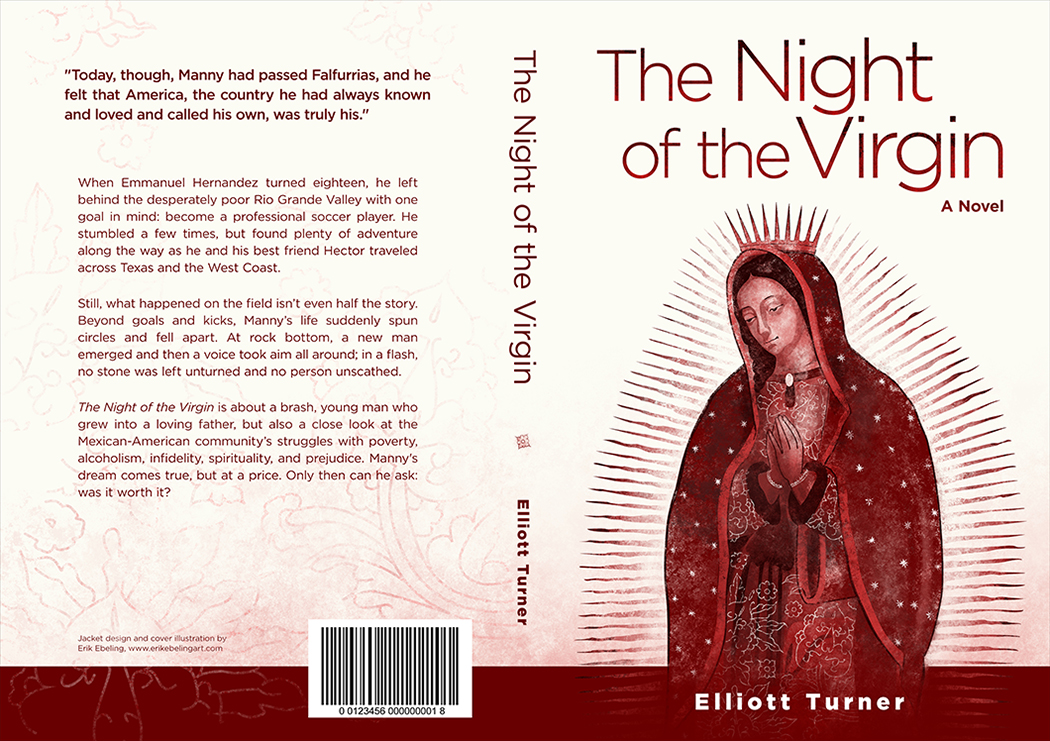 "Today, though, Manny had passed Falfurrias, and he
felt that America, the country he had always known
and loved and called his own, was truly his."
When Emmanuel Hernandez turned eighteen, he left
behind the desperately poor Rio Grande Valley with one
goal in mind: become a professional soccer player. He
stumbled a few times, but found plenty of adventure
along the way as he and his best friend Hector traveled
across Texas and the West Coast.
Still, what happened on the field isn't even half the story.
Beyond goals and kicks, Manny's life suddenly spun
circles and fell apart. At rock bottom, a new man
emerged and then a voice took aim all around; in a flash,
no stone was left unturned and no person unscathed.
The Night of the Virgin is about a brash, young man who
grew into a loving father, but also a close look at the
Mexican-American community's struggles with poverty,
alcoholism, infidelity, spirituality, and prejudice. Manny's
dream comes true, but at a price. Only then can he ask:
was it worth it?
Jacket design and cover illustration by
Erik Ebeling, www.erikebelingart.com
0 0123456 000000001 8
The Night of the Virgin
Elliott Turner
The Night
of the Virgin
A Novel
Elliott Turner